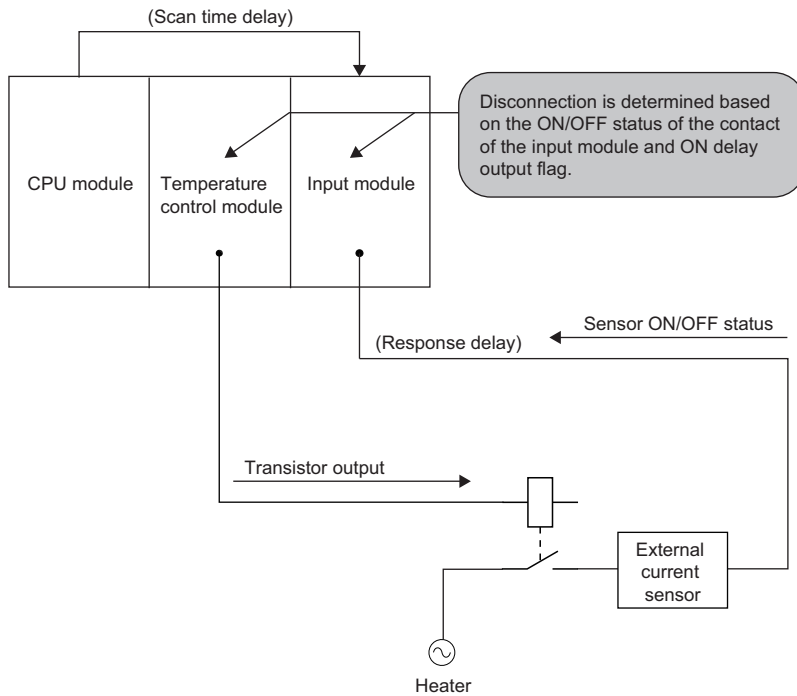 (Scan time delay)
Disconnection is determined based
on the ON/OFF status of the contact
of the input module and ON delay
output flag.
CPU module
Temperature
control module
Input module
Sensor ON/OFF status
(Response delay)
Transistor output
External
current
sensor
Heater